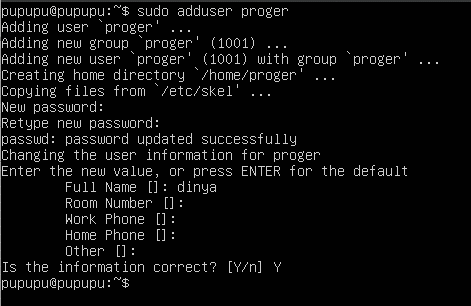 pupupu@pupupu:~$ sudo adduser proger
Adding user `proger' ...
Adding new group `proger' (1001) ...
Adding new user `proger' (1001) with group `proger' ...
Creating home directory `/home/proger' ...
Copying files from `/etc/skel' ...
New password:
Retype new password:
passwd: password updated successfully
Changing the user information for proger
Enter the new value, or press ENTER for the default
        Full Name []: dinya
        Room Number []:
        Work Phone []:
        Home Phone []:
        Other []:
Is the information correct? [Y/n] Y
pupupu@pupupu:~$